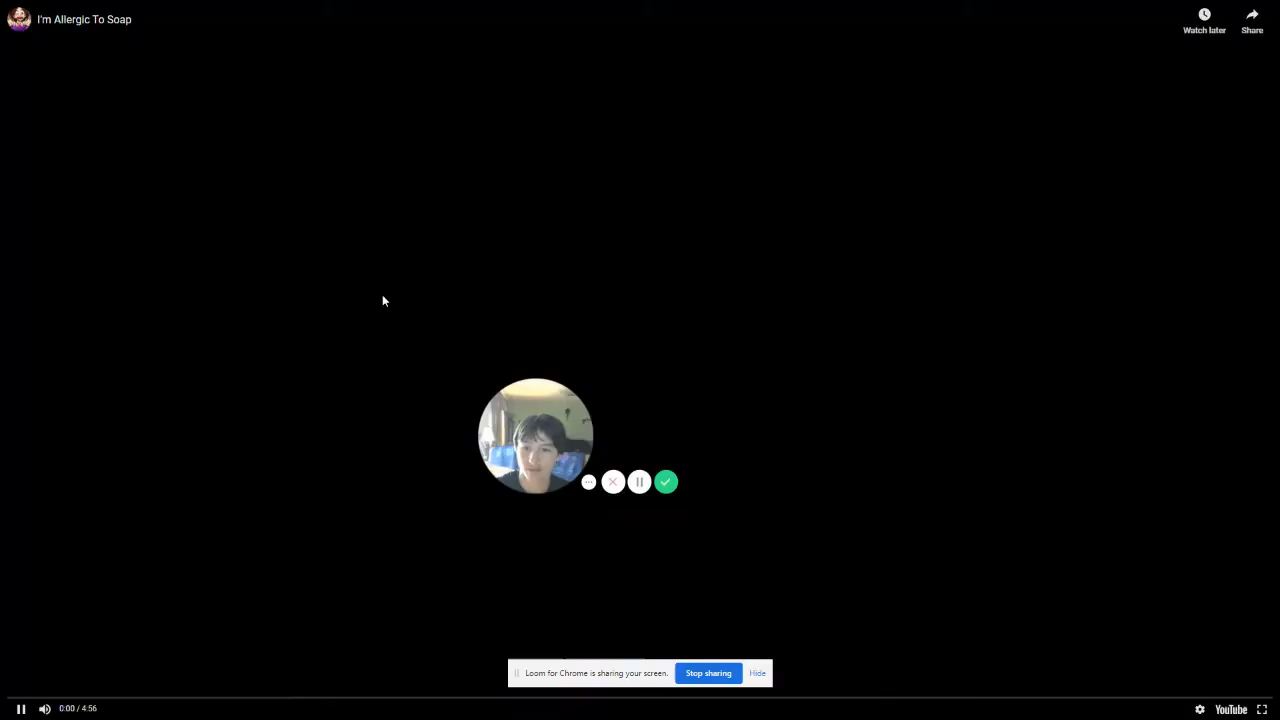 I'm Allergic To Soap
Watch later
Share
Loom for Chrome is sharing your screen.
Stop sharing
Hide
0:00 / 4:56
YouTube